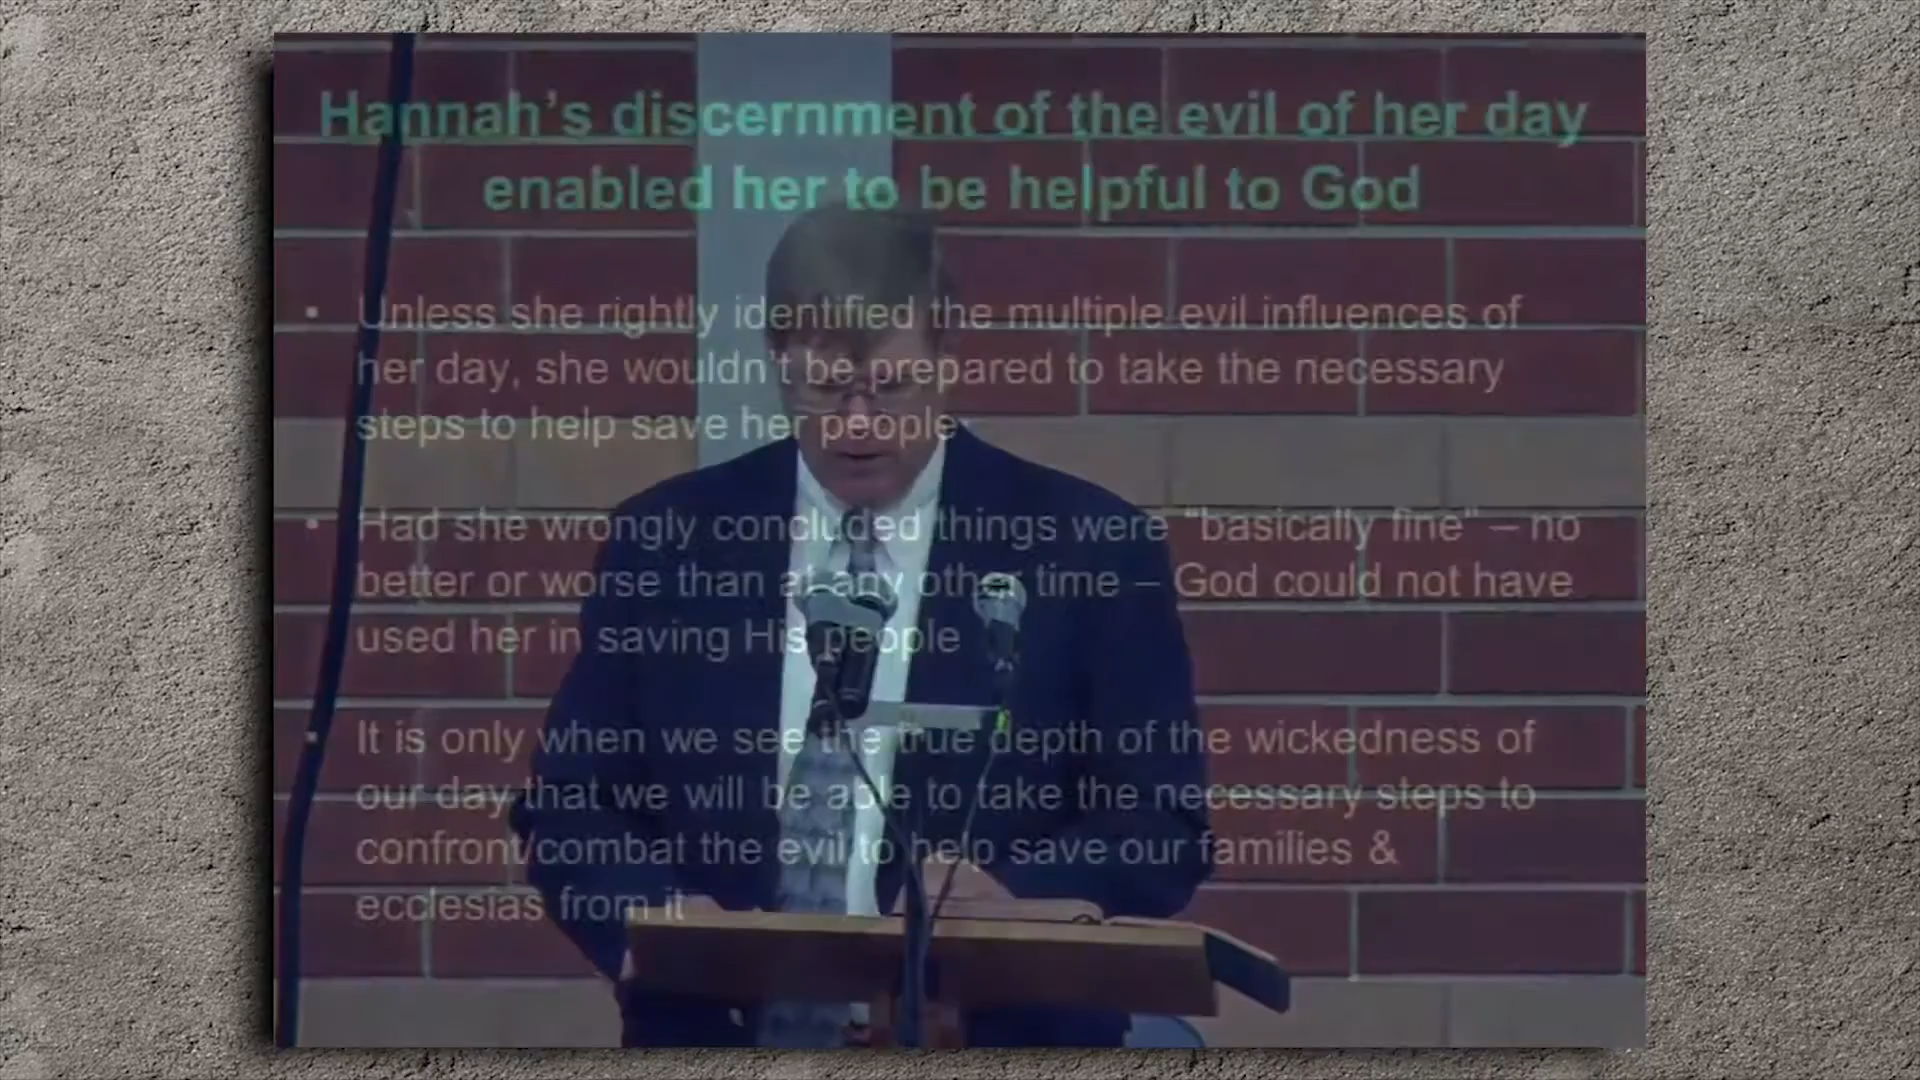 Hannah's discernment of the evil of her day
enabled her to be helpful to God
• Unless she rightly identified the multiple evil influences of
her day, she wouldn't be prepared to take the necessary
steps to help save her people
• Had she wrongly concluded things were "basically fine" – no
better or worse than at any other time – God could not have
used her in saving His people
• It is only when we see the true depth of the wickedness of
our day that we will be able to take the necessary steps to
confront/combat the evil to help save our families &
ecclesias from it